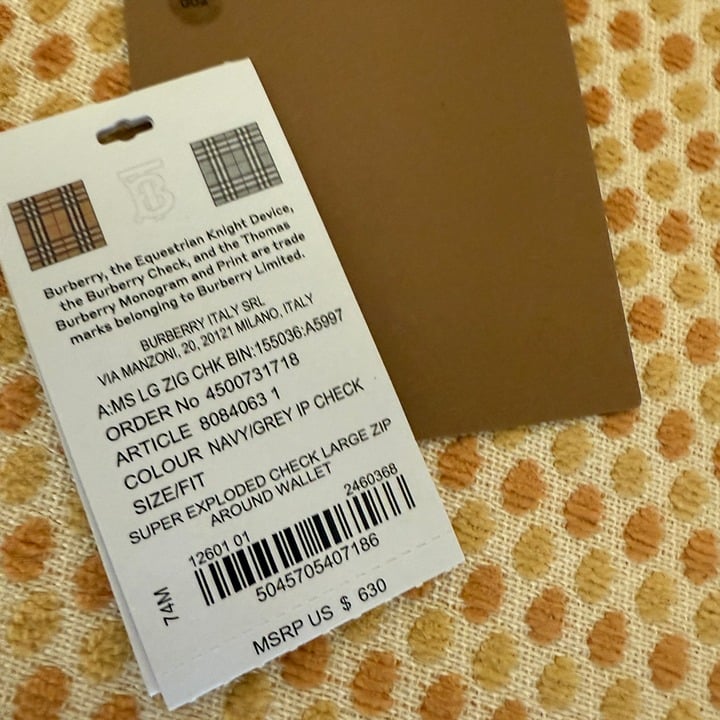 Burberry, the Equestrian Knight Device,
the Burberry Check, and the Thomas
Burberry Monogram and Print are trade
marks belonging to Burberry Limited.
BURBERRY ITALY SRL
VIA MANZONI, 20, 20121 MILANO, ITALY
A:MS LG ZIG CHK BIN:155036:A5997
ORDER No 4500731718
ARTICLE 8084063 1
COLOUR NAVY/GREY IP CHECK
SIZE/FIT
SUPER EXPLODED CHECK LARGE ZIP
AROUND WALLET
12601 01 2460368
5045705407186
74M
MSRP US $ 630